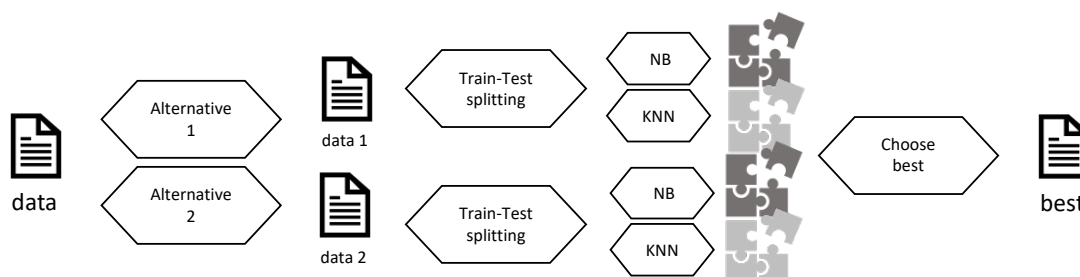 data
Alternative
1
Alternative
2
data 1
data 2
Train-Test
splitting
Train-Test
splitting
NB
KNN
NB
KNN
Choose
best
best